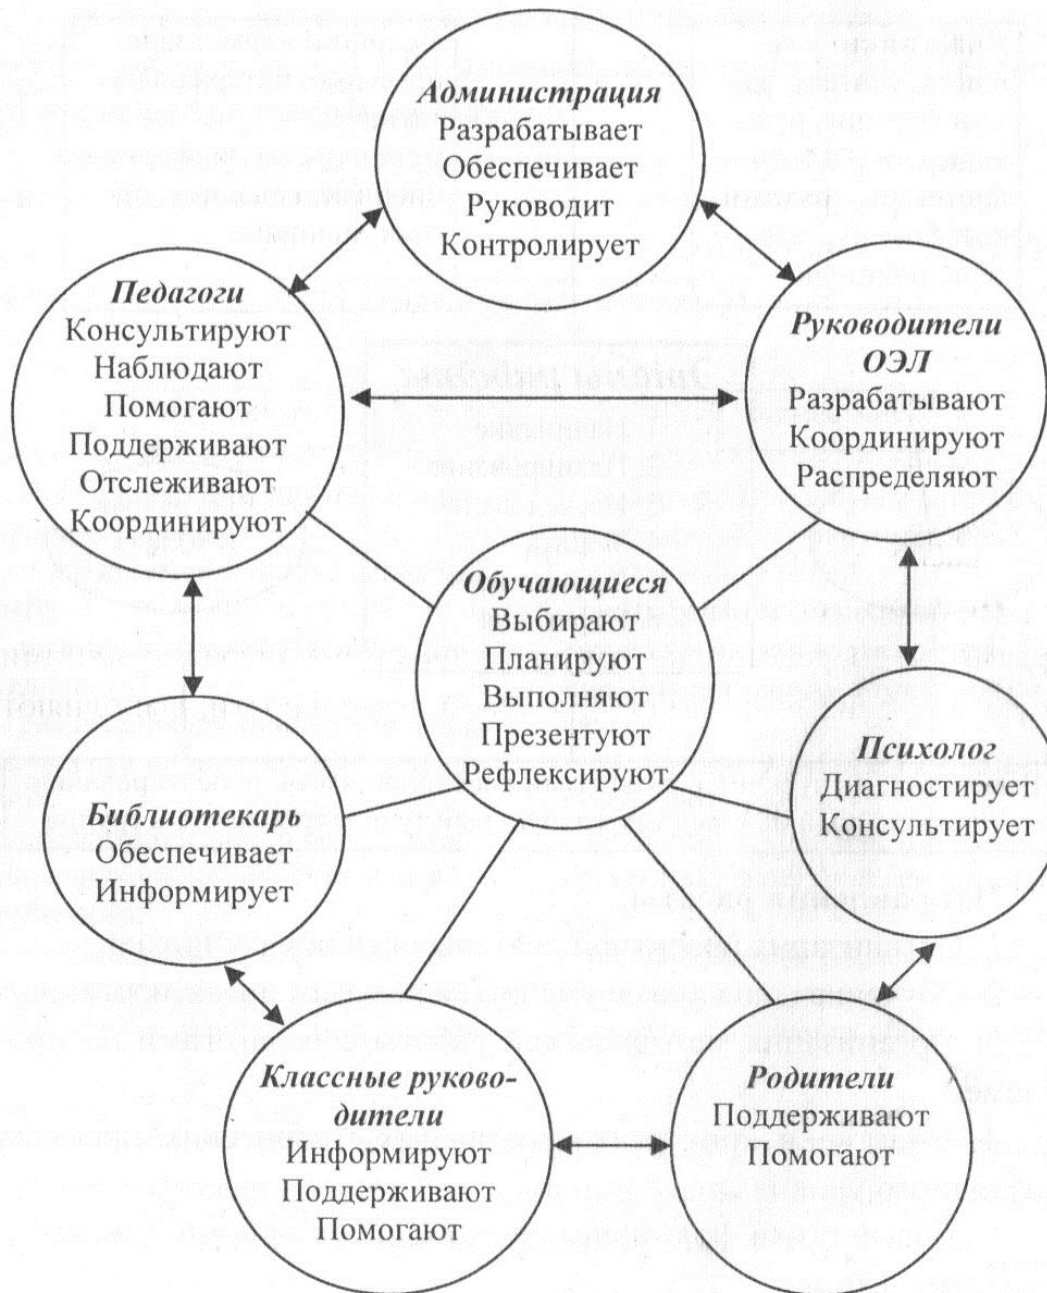 Администрация
Разрабатывает
Обеспечивает
Руководит
Контролирует
Педагоги
Консультируют
Наблюдают
Помогают
Поддерживают
Отслеживают
Координируют
Руководители
ОЭЛ
Разрабатывают
Координируют
Распределяют
Обучающиеся
Выбирают
Планируют
Выполняют
Презентуют
Рефлексируют
Библиотекарь
Обеспечивает
Информирует
Психолог
Диагностирует
Консультирует
Классные руково-
дители
Информируют
Поддерживают
Помогают
Родители
Поддерживают
Помогают